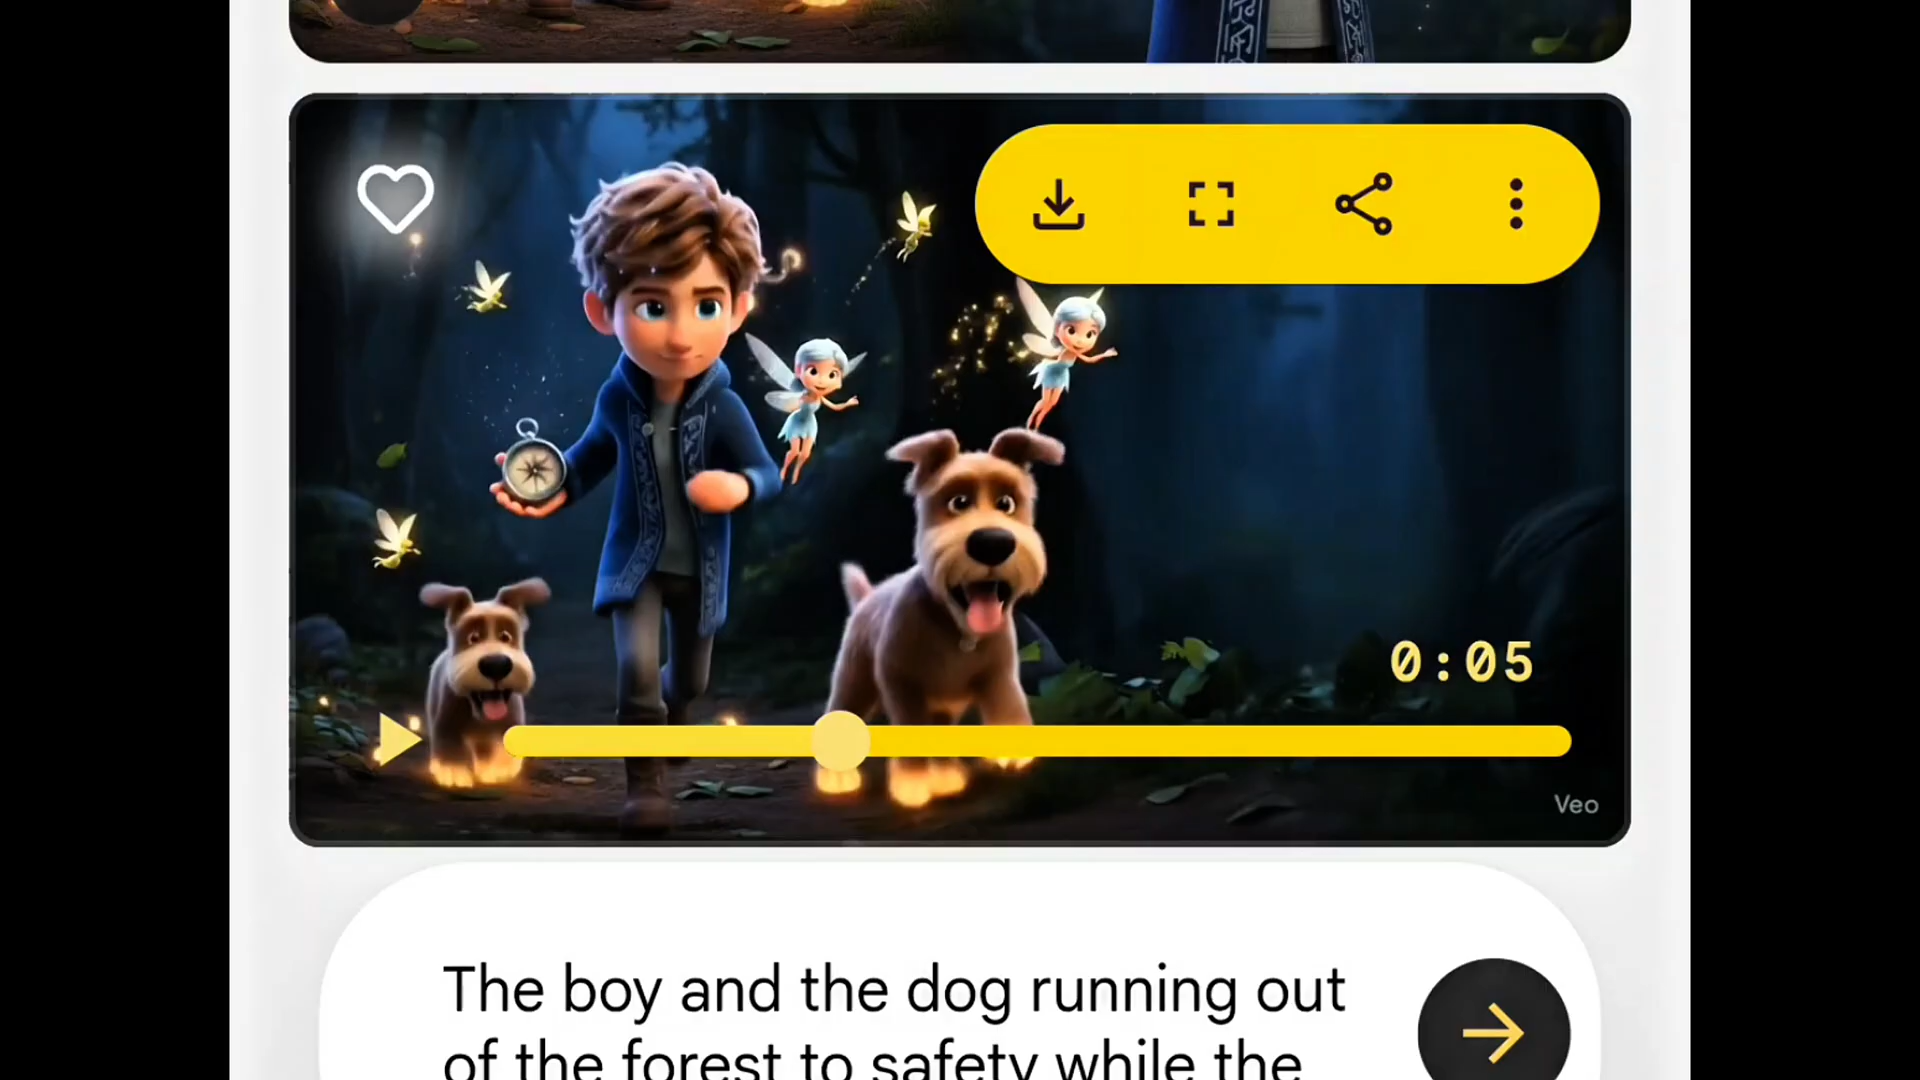 0:05
Veo
The boy and the dog running out
of the forest to safety while the